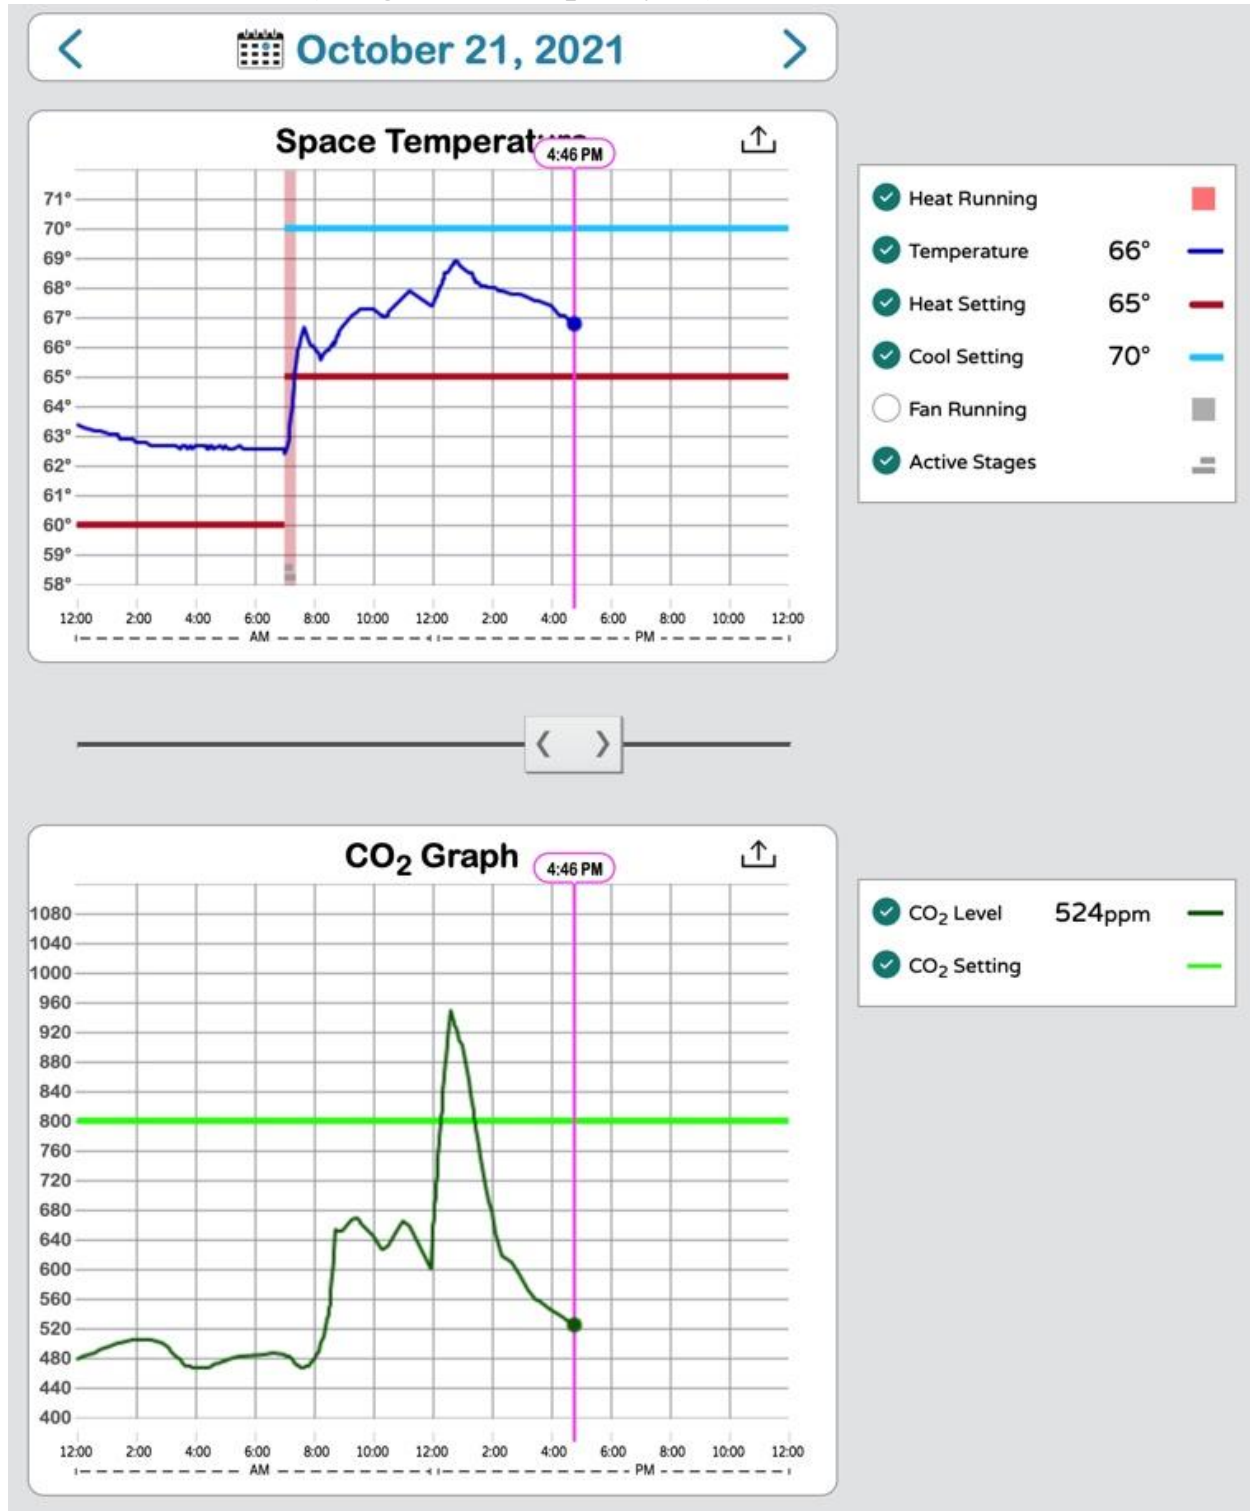 October 21, 2021
Space Temperature
4:46 PM
71°
70°
69°
68°
67°
66°
65°
64°
63°
62°
61°
60°
59°
58°
12:00 2:00 4:00 6:00 8:00 10:00 12:00 2:00 4:00 6:00 8:00 10:00 12:00
AM PM
Heat Running
Temperature 66°
Heat Setting 65°
Cool Setting 70°
Fan Running
Active Stages
CO₂ Graph
4:46 PM
1080
1040
1000
960
920
880
840
800
760
720
680
640
600
560
520
480
440
400
12:00 2:00 4:00 6:00 8:00 10:00 12:00 2:00 4:00 6:00 8:00 10:00 12:00
AM PM
CO₂ Level 524ppm
CO₂ Setting